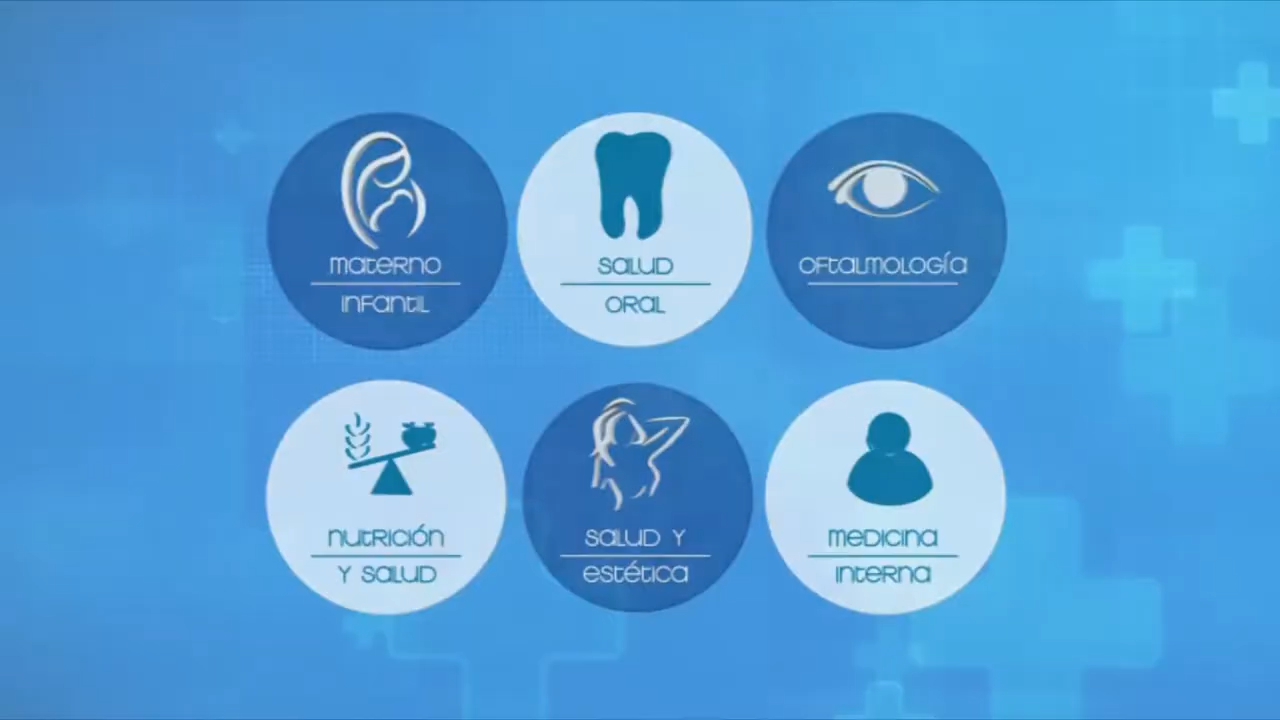 Materno
Infantil
Salud
Oral
Oftalmología
Nutrición
y Salud
Salud y
Estética
Medicina
Interna